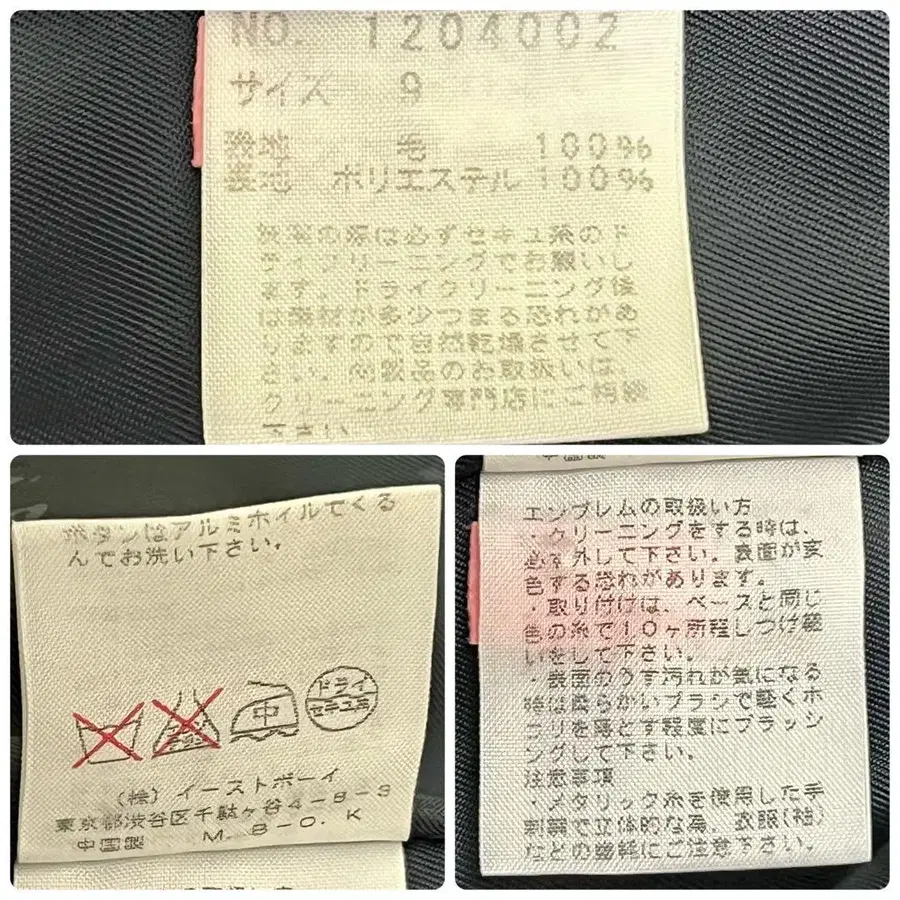 NO. 1204002
サイズ 9
毛 100%
ポリエステル 100%
の際は必ずセキユ系のド
ライクリーニングでお願いし
ます。ドライクリーニング後
は素材が多少つまる恐れがあ
りますので自然乾燥させて下
さい。付製品のお取扱いは、
クリーニング専門店にご相談
下さい
ボタンはアルミホイルでくる
んでお洗い下さい。
中
ドライ
セキユ系
(株)イーストボーイ
東京都渋谷区千駄ヶ谷4-8-3
中国製 M.B-O.K
エンブレムの取扱い方
・クリーニングをする時は、
必ず外して下さい。表面が変
色する恐れがあります。
・取り付けは、ベースと同じ
色の糸で10ヶ所程しつけ縫
いをして下さい。
・表面のうす汚れが気になる
時は柔らかいブラシで軽くホ
コリを落とす程度にブラッシ
ングして下さい。
注意事項
・メタリック糸を使用した手
刺繍で立体的な為、衣服(袖)
などの摩耗にご注意下さい。